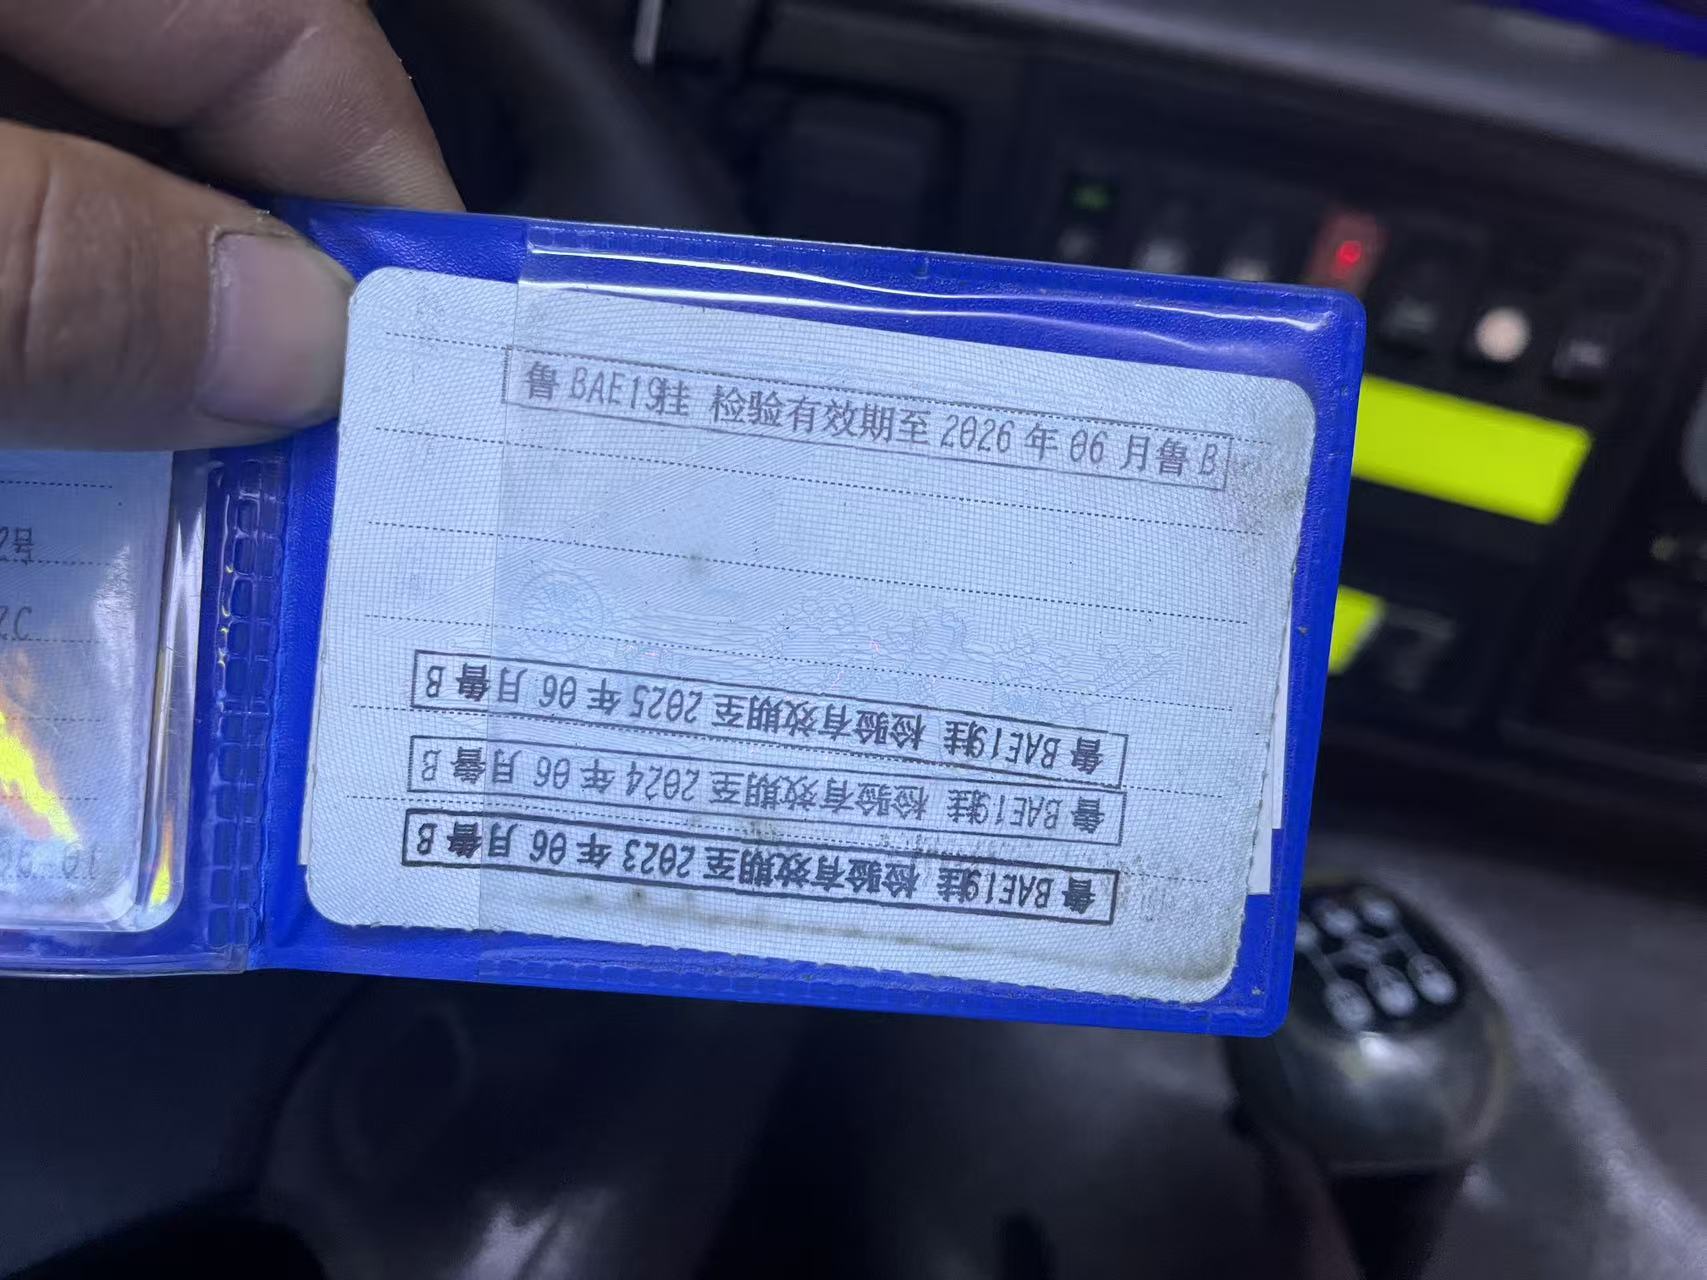 鲁BAE19挂 检验有效期至2026年06月鲁B
鲁BAE19挂 检验有效期至2025年06月鲁B
鲁BAE19挂 检验有效期至2024年06月鲁B
鲁BAE19挂 检验有效期至2023年06月鲁B
2号